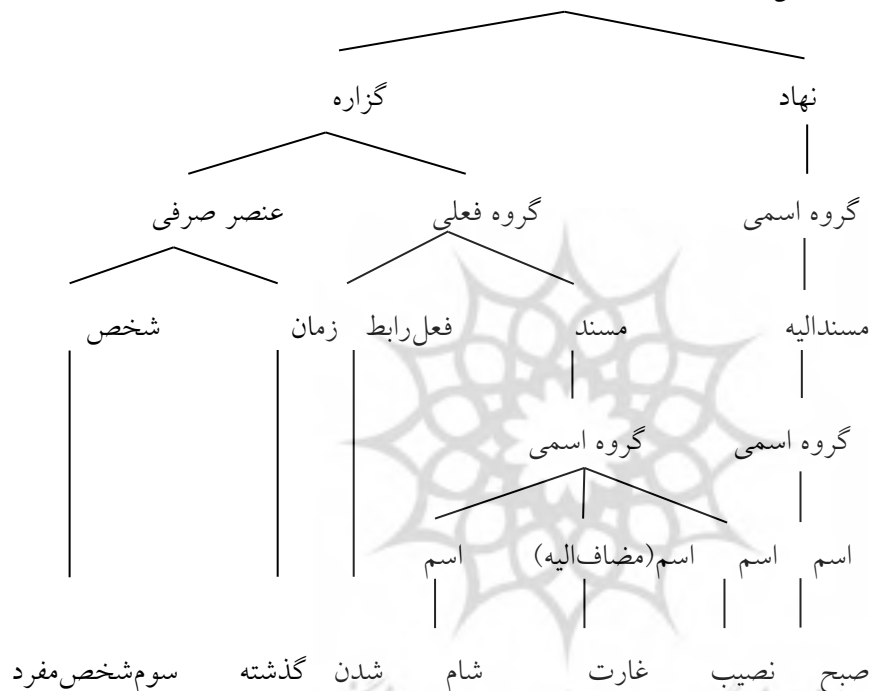 نهاد گزاره
گروه اسمی گروه فعلی عنصر صرفی
مسندالیه مسند فعل‌رابط زمان شخص
گروه اسمی گروه اسمی
اسم اسم اسم(مضاف‌الیه) اسم
صبح نصیب غارت شام شدن گذشته سوم‌شخص‌مفرد